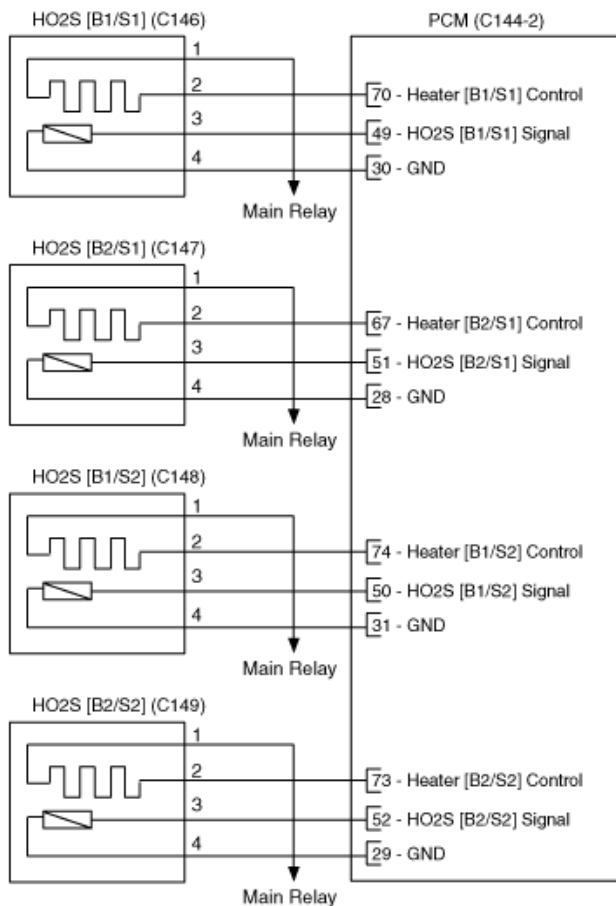 HO2S [B1/S1] (C146)
PCM (C144-2)
1
2
70 - Heater [B1/S1] Control
3
49 - HO2S [B1/S1] Signal
4
30 - GND
Main Relay
HO2S [B2/S1] (C147)
1
2
67 - Heater [B2/S1] Control
3
51 - HO2S [B2/S1] Signal
4
28 - GND
Main Relay
HO2S [B1/S2] (C148)
1
2
74 - Heater [B1/S2] Control
3
50 - HO2S [B1/S2] Signal
4
31 - GND
Main Relay
HO2S [B2/S2] (C149)
1
2
73 - Heater [B2/S2] Control
3
52 - HO2S [B2/S2] Signal
4
29 - GND
Main Relay